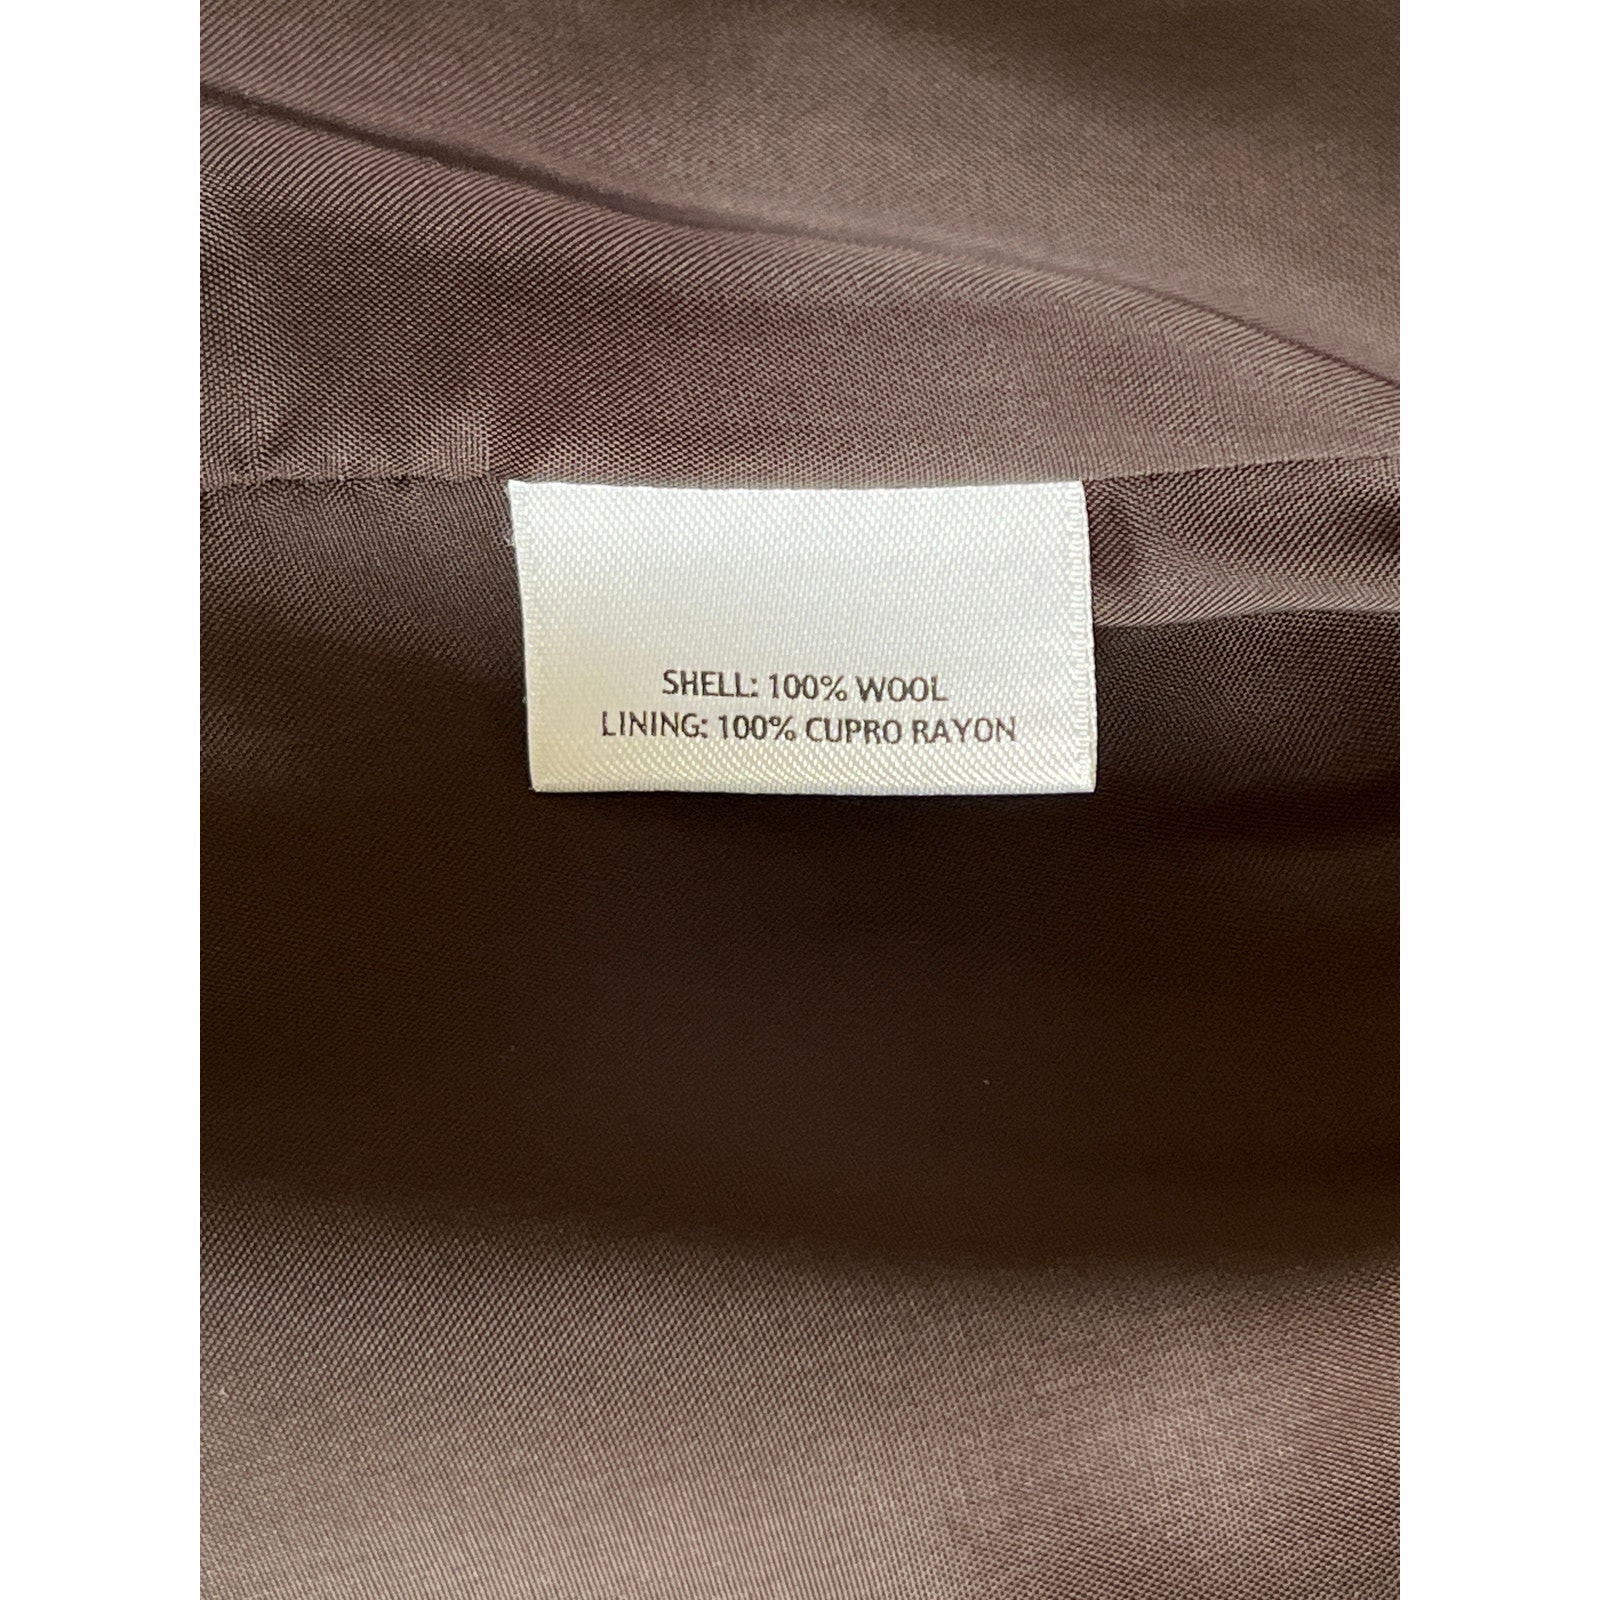 SHELL: 100% WOOL
LINING: 100% CUPRO RAYON